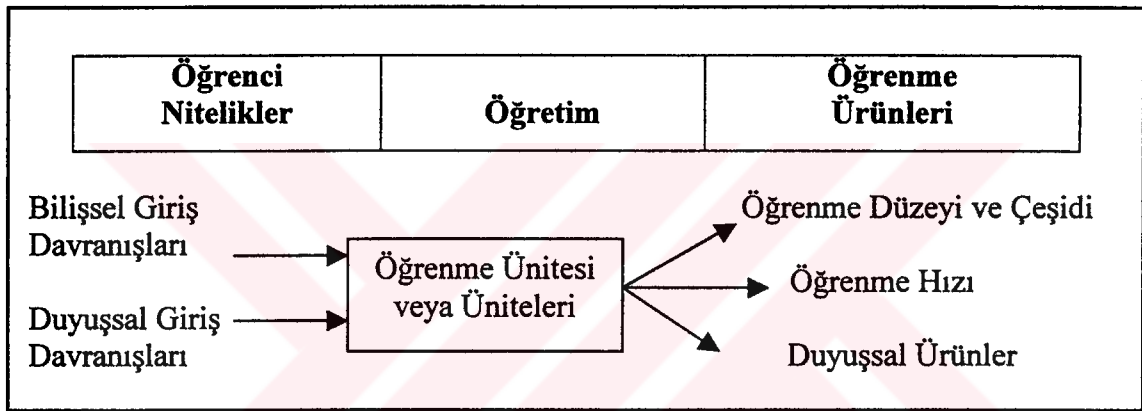 Öğrenci
Nitelikler
Öğretim
Öğrenme
Ürünleri
Bilişsel Giriş
Davranışları
Duyuşsal Giriş
Davranışları
Öğrenme Ünitesi
veya Üniteleri
Öğrenme Düzeyi ve Çeşidi
Öğrenme Hızı
Duyuşsal Ürünler